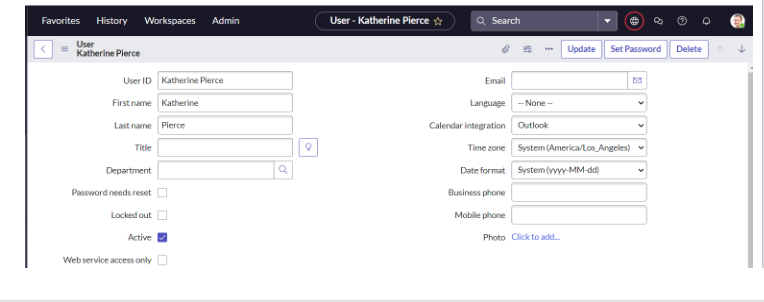 Favorites History Workspaces Admin User - Katherine Pierce Search
User
Katherine Pierce
Update Set Password Delete
User ID Katherine Pierce
First name Katherine
Last name Pierce
Title
Department
Password needs reset
Locked out
Active
Web service access only
Email
Language -- None --
Calendar integration Outlook
Time zone System (America/Los_Angeles)
Date format System (yyyy-MM-dd)
Business phone
Mobile phone
Photo Click to add...